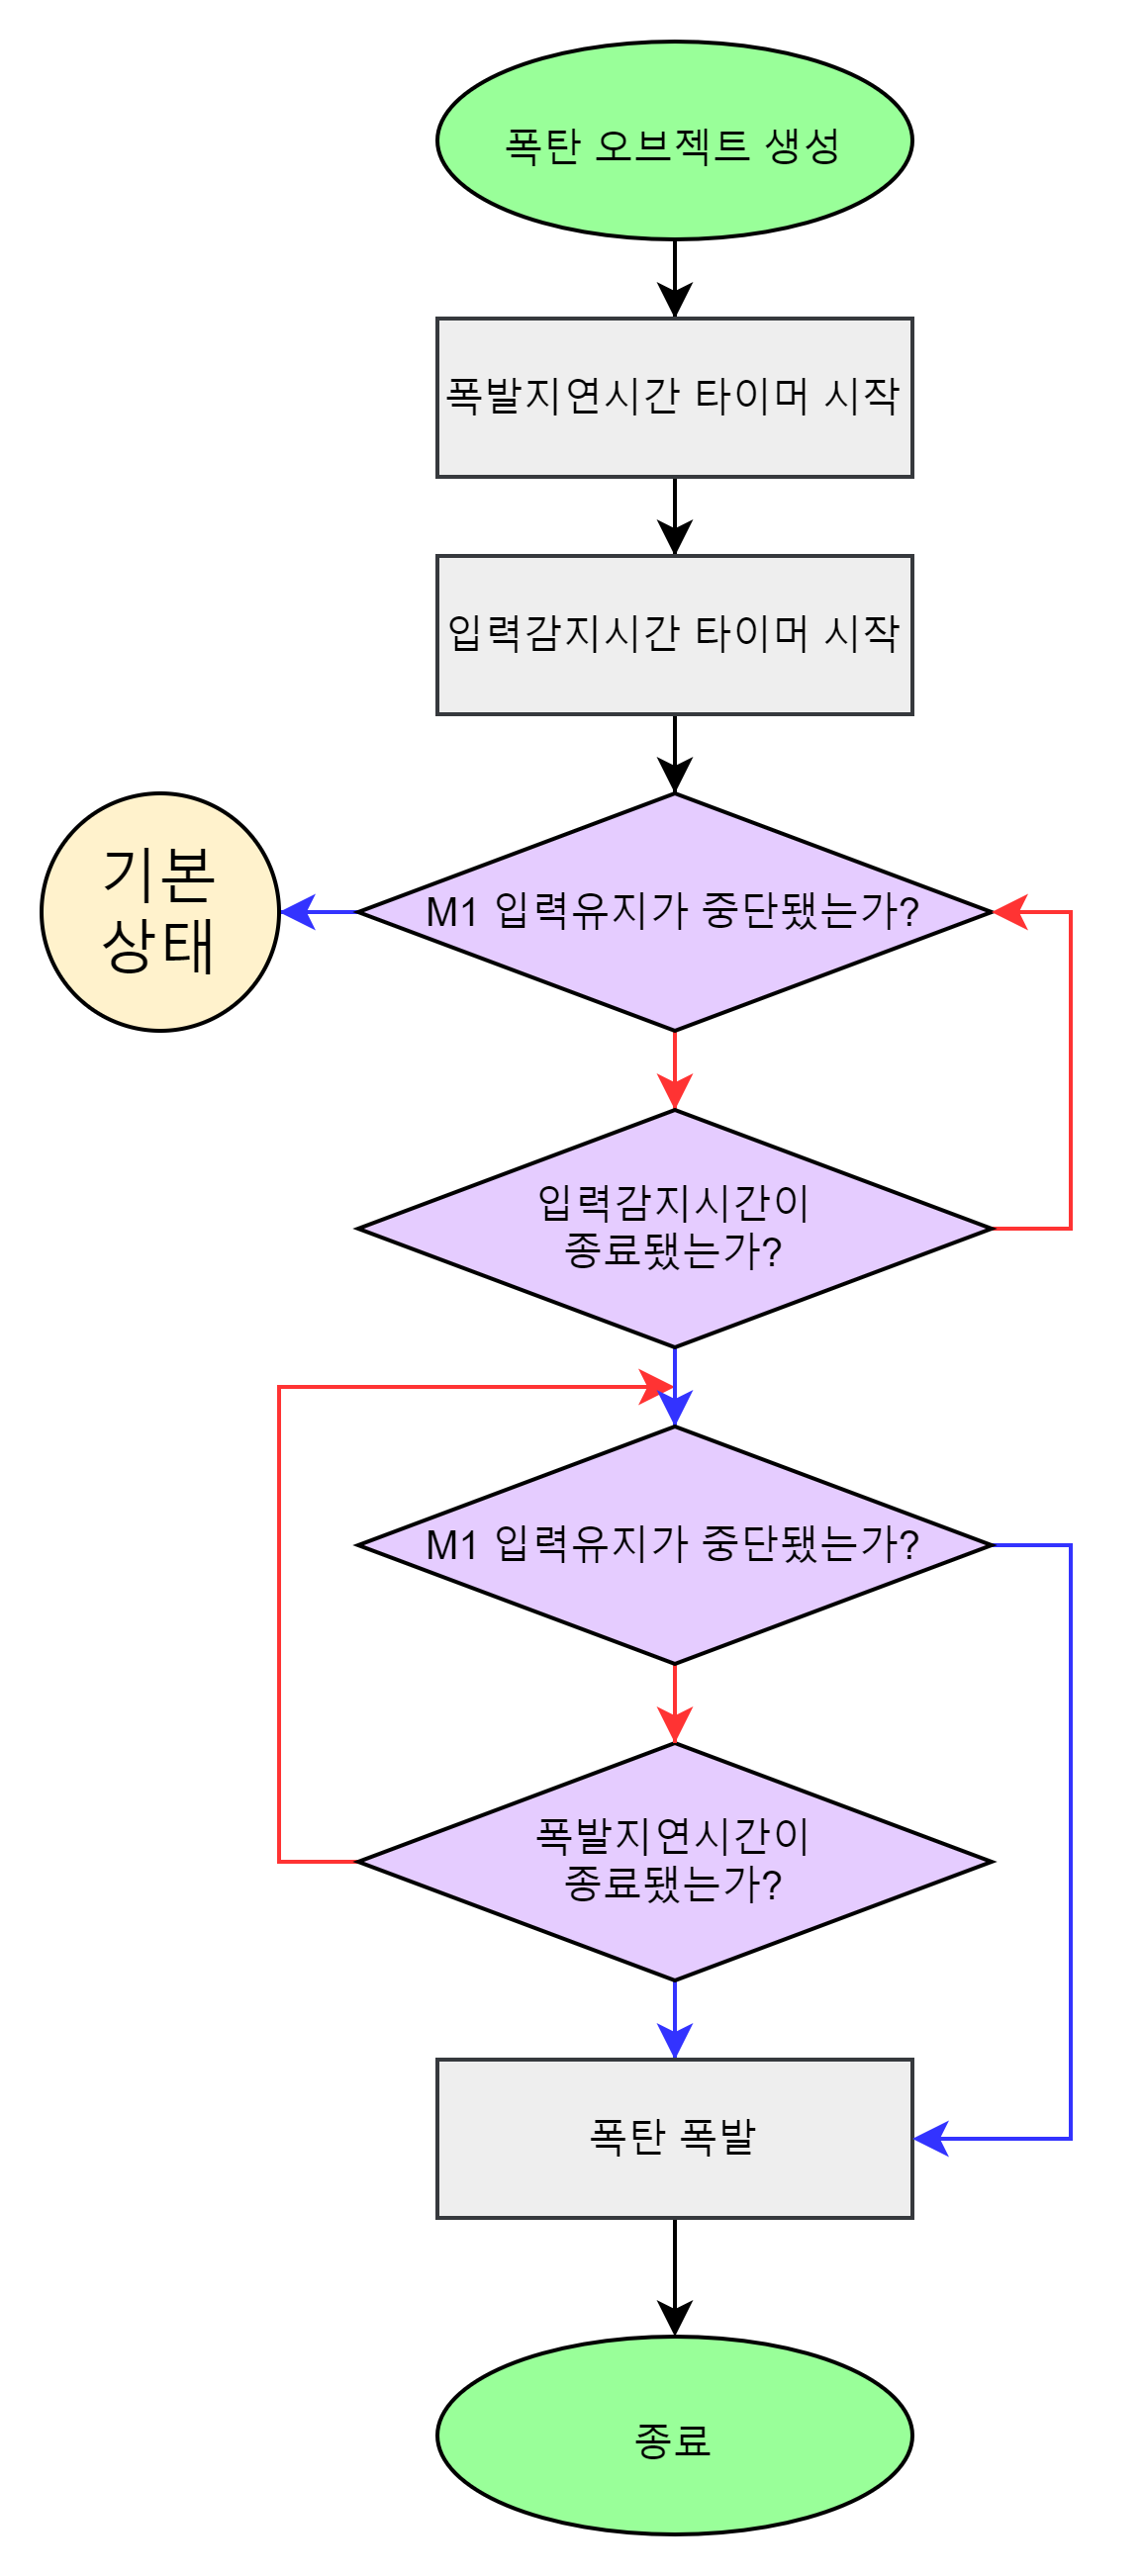 폭탄 오브젝트 생성
폭발지연시간 타이머 시작
입력감지시간 타이머 시작
기본
상태
M1 입력유지가 중단됐는가?
입력감지시간이
종료됐는가?
M1 입력유지가 중단됐는가?
폭발지연시간이
종료됐는가?
폭탄 폭발
종료